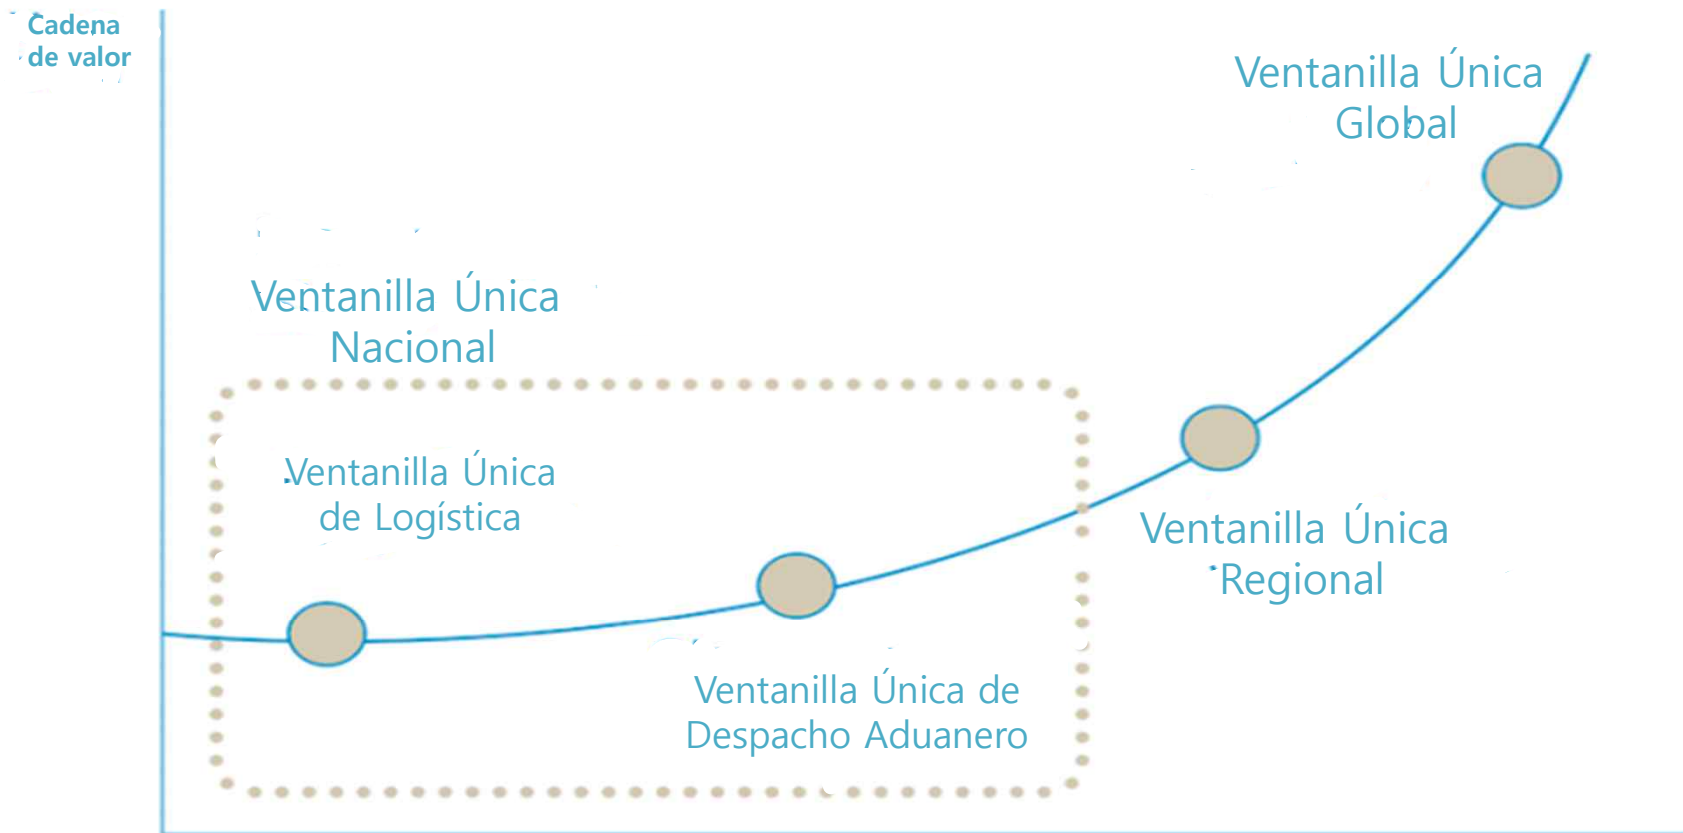 Cadena
de valor
Ventanilla Única
Global
Ventanilla Única
Nacional
Ventanilla Única
de Logística
Ventanilla Única
Regional
Ventanilla Única de
Despacho Aduanero